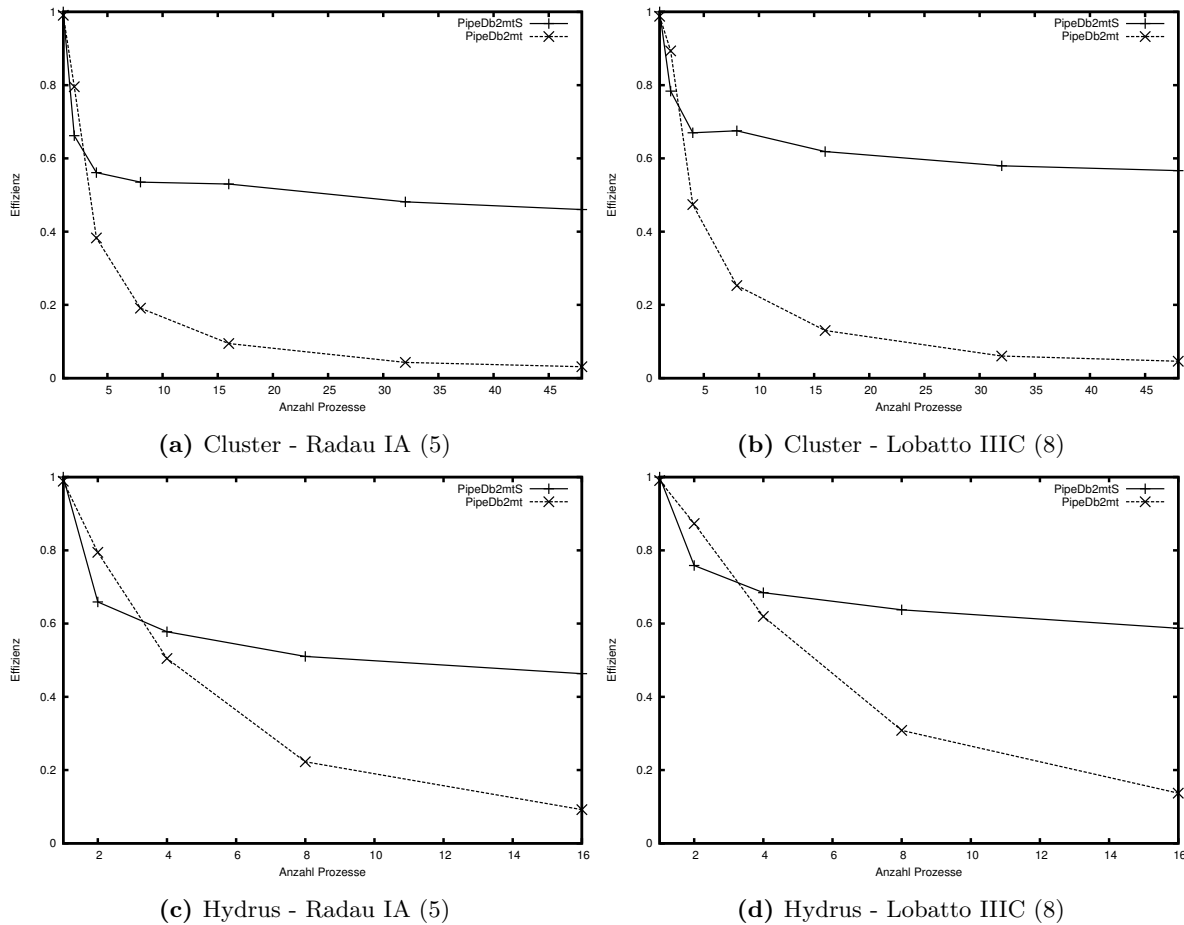 PipeDb2mtS
PipeDb2mt
1
0.8
0.6
0.4
0.2
0
Effizienz
5 10 15 20 25 30 35 40 45
Anzahl Prozesse
(a) Cluster - Radau IA (5)
PipeDb2mtS
PipeDb2mt
1
0.8
0.6
0.4
0.2
0
Effizienz
5 10 15 20 25 30 35 40 45
Anzahl Prozesse
(b) Cluster - Lobatto IIIC (8)
PipeDb2mtS
PipeDb2mt
1
0.8
0.6
0.4
0.2
0
Effizienz
2 4 6 8 10 12 14 16
Anzahl Prozesse
(c) Hydrus - Radau IA (5)
PipeDb2mtS
PipeDb2mt
1
0.8
0.6
0.4
0.2
0
Effizienz
2 4 6 8 10 12 14 16
Anzahl Prozesse
(d) Hydrus - Lobatto IIIC (8)